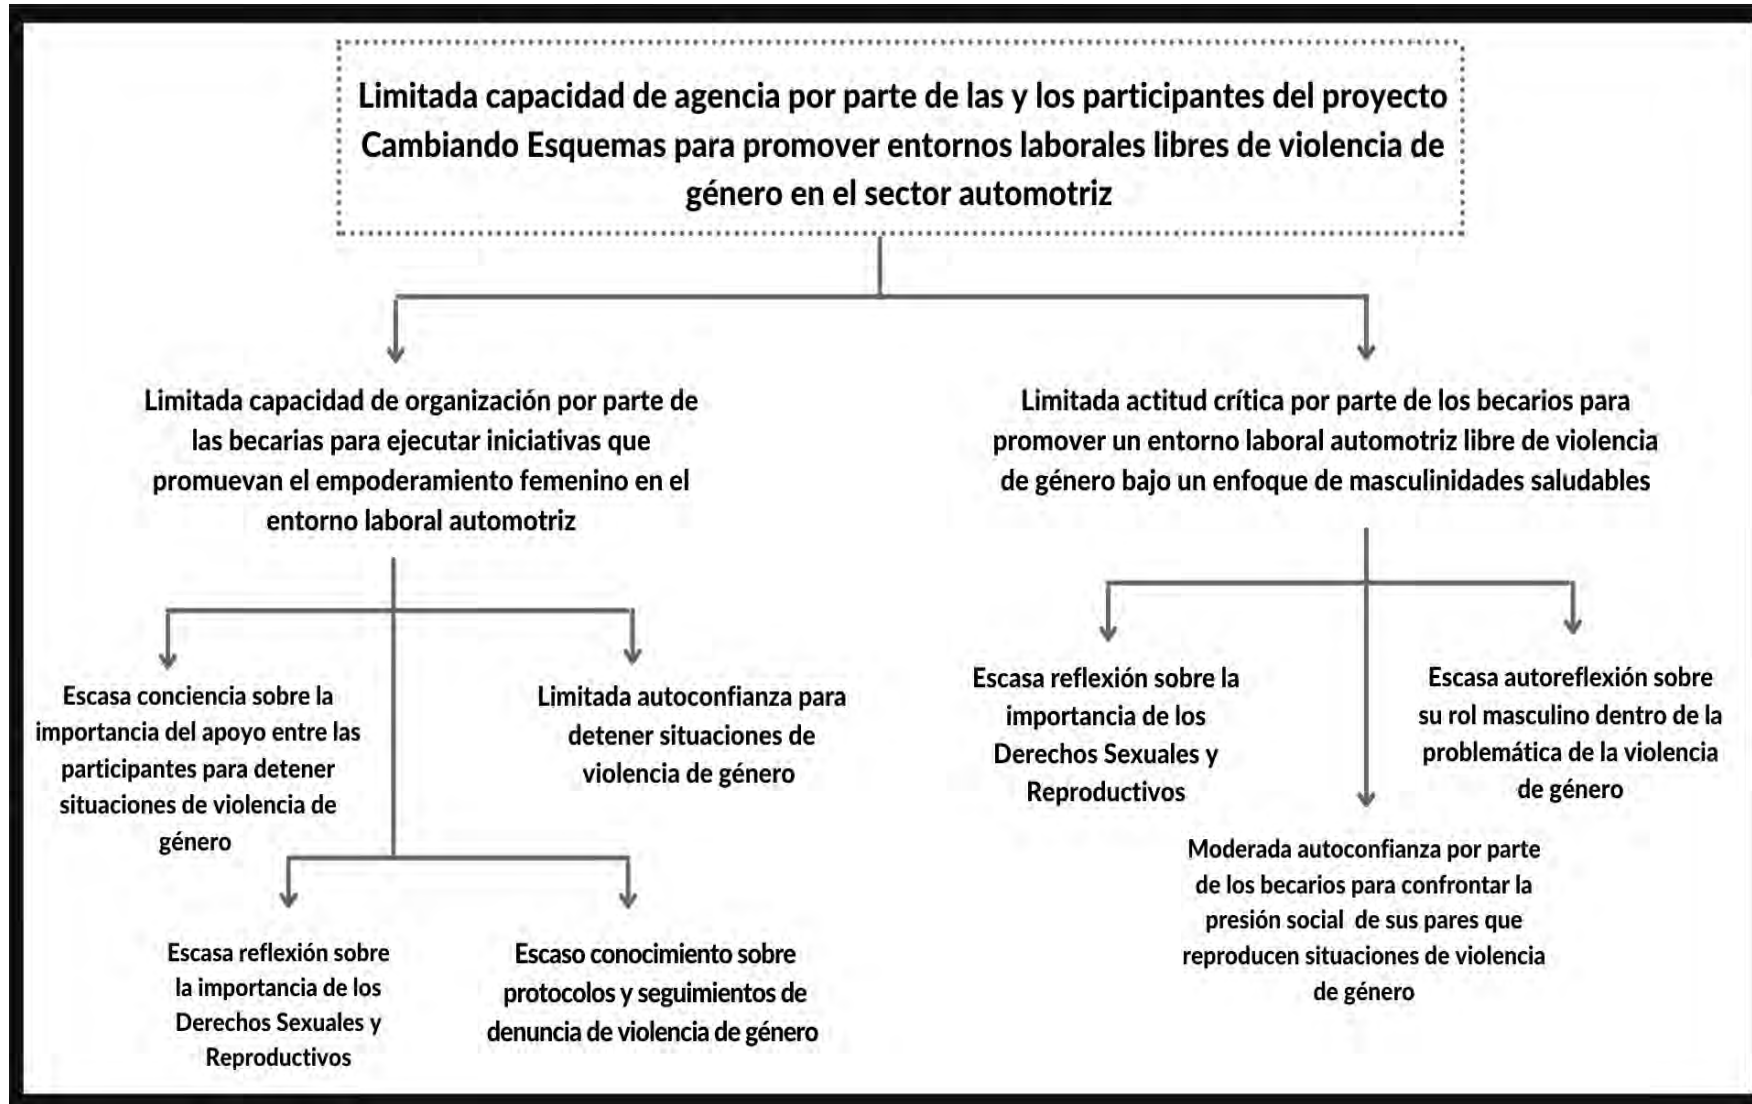 Limitada capacidad de agencia por parte de las y los participantes del proyecto
Cambiando Esquemas para promover entornos laborales libres de violencia de
género en el sector automotriz
Limitada capacidad de organización por parte de
las becarias para ejecutar iniciativas que
promuevan el empoderamiento femenino en el
entorno laboral automotriz
Limitada actitud crítica por parte de los becarios para
promover un entorno laboral automotriz libre de violencia
de género bajo un enfoque de masculinidades saludables
Escasa conciencia sobre la
importancia del apoyo entre las
participantes para detener
situaciones de violencia de
género
Limitada autoconfianza para
detener situaciones de
violencia de género
Escasa reflexión sobre la
importancia de los
Derechos Sexuales y
Reproductivos
Escasa autoreflexión sobre
su rol masculino dentro de la
problemática de la violencia
de género
Moderada autoconfianza por parte
de los becarios para confrontar la
presión social de sus pares que
reproducen situaciones de violencia
de género
Escasa reflexión sobre
la importancia de los
Derechos Sexuales y
Reproductivos
Escaso conocimiento sobre
protocolos y seguimientos de
denuncia de violencia de género